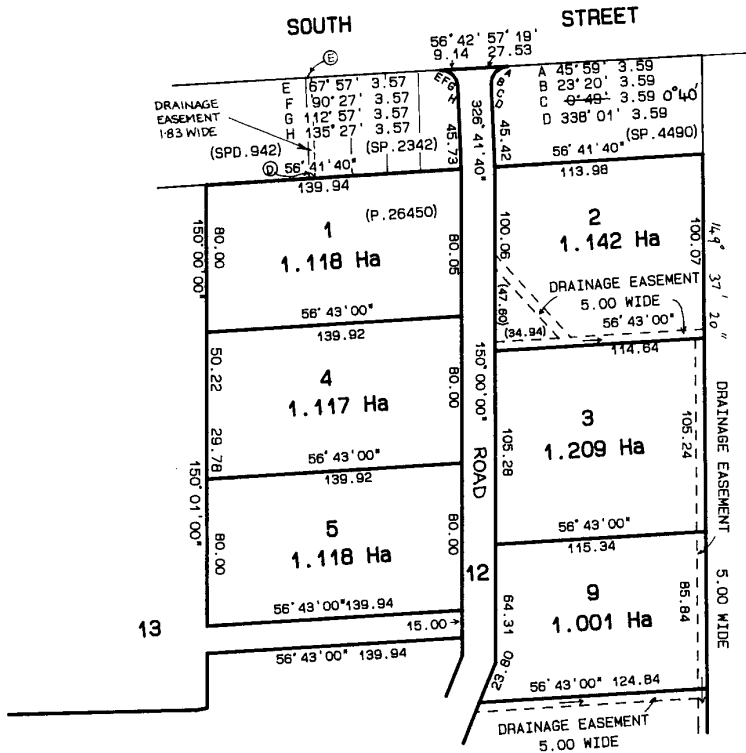 SOUTH
STREET
56° 42' 57° 19'
9.14 27.53
E
E 67° 57' 3.57
F 90° 27' 3.57
G 112° 57' 3.57
H 135° 27' 3.57
DRAINAGE
EASEMENT
1·83 WIDE
(SPD.942)
(SP.2342)
E F G
H
A
B
C
D
A 45° 59' 3.59
B 23° 20' 3.59
C 0° 49' 3.59 0°40'
D 338° 01' 3.59
(SP.4490)
326° 41' 40"
45.73
45.42
D
56° 41' 40"
139.94
56° 41' 40"
113.98
(P.26450)
1
1.118 Ha
80.00
150° 00' 00"
80.05
100.06
2
1.142 Ha
100.07
149° 37' 20"
DRAINAGE EASEMENT
5.00 WIDE
(47.60)
(34.94)
56° 43' 00"
139.92
56° 43' 00"
114.64
50.22
4
1.117 Ha
80.00
150° 00' 00"
ROAD
3
1.209 Ha
105.28
105.24
DRAINAGE EASEMENT 5.00 WIDE
29.78
150° 01' 00"
56° 43' 00"
139.92
56° 43' 00"
115.34
80.00
5
1.118 Ha
80.00
12
9
1.001 Ha
64.31
85.84
56° 43' 00" 139.94
13
15.00
56° 43' 00" 139.94
23.80
56° 43' 00" 124.84
DRAINAGE EASEMENT
5.00 WIDE